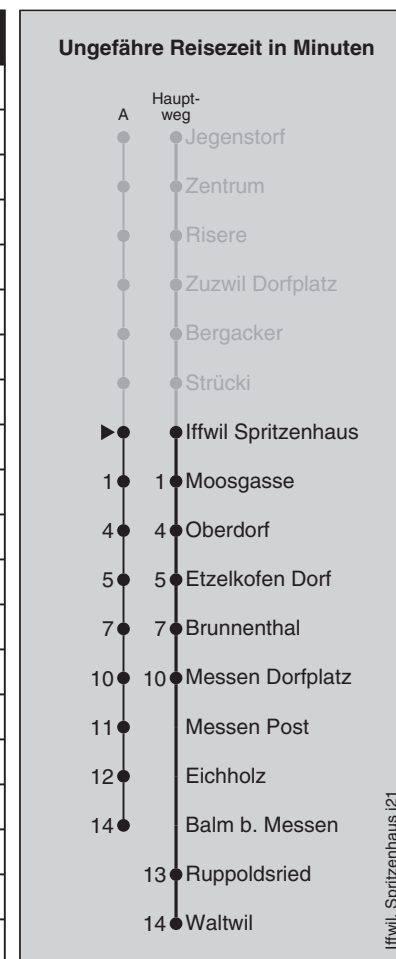 Ungefähre Reisezeit in Minuten
A
Haupt-
weg
Jegenstorf
Zentrum
Risere
Zuzwil Dorfplatz
Bergacker
Strücki
Iffwil Spritzenhaus
1 1 Moosgasse
4 4 Oberdorf
5 5 Etzelkofen Dorf
7 7 Brunnenthal
10 10 Messen Dorfplatz
11 Messen Post
12 Eichholz
14 Balm b. Messen
13 Ruppoldsried
14 Waltwil
Iffwil, Spritzenhaus j21